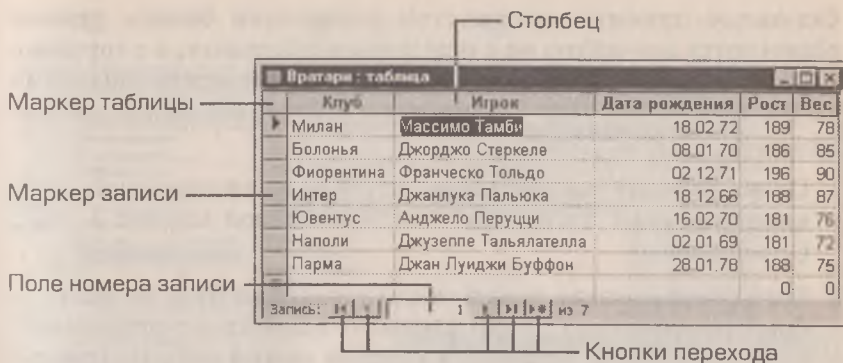 Столбец
Вратари : таблица
Маркер таблицы
Клуб Игрок Дата рождения Рост Вес
Милан Массимо Тамби 18.02.72 189 78
Болонья Джорджо Стеркеле 08.01.70 186 85
Фиорентина Франческо Тольдо 02.12.71 196 90
Маркер записи
Интер Джанлука Пальюка 18.12.66 188 87
Ювентус Анджело Перуцци 16.02.70 181 76
Наполи Джузеппе Тальялателла 02.01.69 181 72
Парма Джан Луиджи Буффон 28.01.78 188 75
Поле номера записи
0 0
Запись: 1 из 7
Кнопки перехода